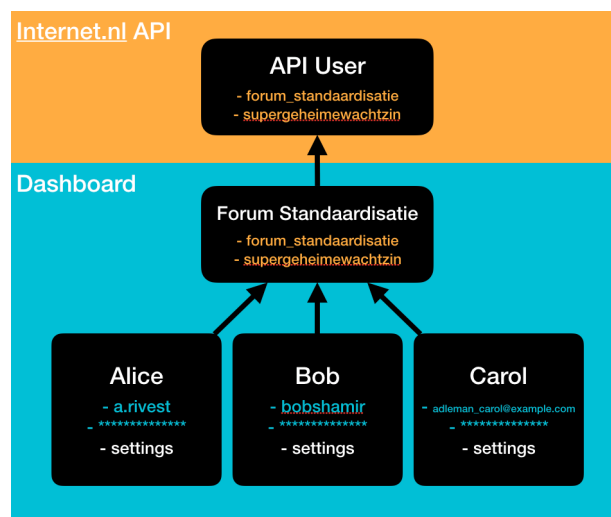 Internet.nl API
API User
- forum_standaardisatie
- supergeheimewachtzin
Dashboard
Forum Standaardisatie
- forum_standaardisatie
- supergeheimewachtzin
Alice
- a.rivest
- **************
- settings
Bob
- bobshamir
- **************
- settings
Carol
- adleman_carol@example.com
- **************
- settings